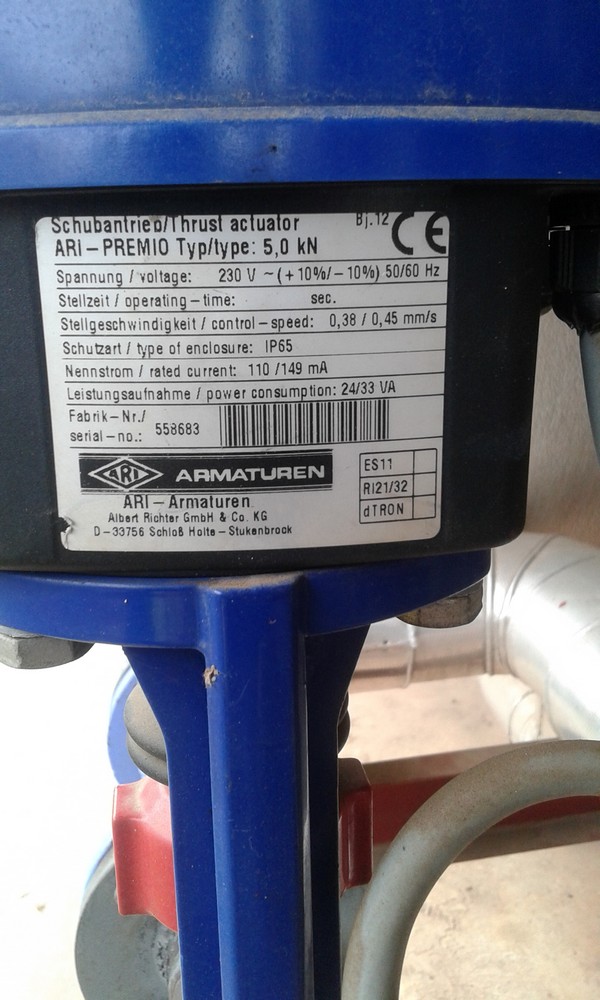 Schubantrieb/Thrust actuator Bj.12 CE
ARI-PREMIO Typ/type: 5,0 kN
Spannung / voltage: 230 V ~ (+10%/-10%) 50/60 Hz
Stellzeit / operating-time: sec.
Stellgeschwindigkeit / control-speed: 0,38 / 0,45 mm/s
Schutzart / type of enclosure: IP65
Nennstrom / rated current: 110 /149 mA
Leistungsaufnahme / power consumption: 24/33 VA
Fabrik-Nr./
serial-no.: 558683
ARI ARMATUREN
ARI-Armaturen
Albert Richter GmbH & Co. KG
D-33756 Schloß Holte-Stukenbrock
ES11
RI21/32
dTRON